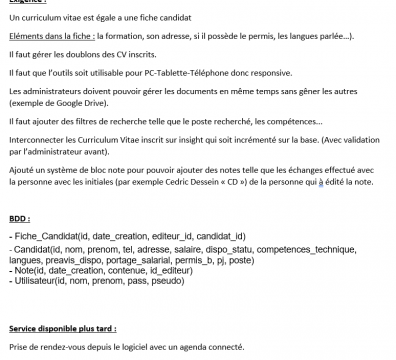 Exigence :
Un curriculum vitae est égale a une fiche candidat
Eléments dans la fiche : la formation, son adresse, si il possède le permis, les langues parlée...).
Il faut gérer les doublons des CV inscrits.
Il faut que l'outils soit utilisable pour PC-Tablette-Téléphone donc responsive.
Les administrateurs doivent pouvoir gérer les documents en même temps sans gêner les autres
(exemple de Google Drive).
Il faut ajouter des filtres de recherche telle que le poste recherché, les compétences...
Interconnecter les Curriculum Vitae inscrit sur insight qui soit incrémenté sur la base. (Avec validation
par l'administrateur avant).
Ajouté un système de bloc note pour pouvoir ajouter des notes telle que les échanges effectué avec
la personne avec les initiales (par exemple Cedric Dessein « CD ») de la personne qui à édité la note.
BDD :
- Fiche_Candidat(id, date_creation, editeur_id, candidat_id)
- Candidat(id, nom, prenom, tel, adresse, salaire, dispo_statu, competences_technique,
langues, preavis_dispo, portage_salarial, permis_b, pj, poste)
- Note(id, date_creation, contenue, id_editeur)
- Utilisateur(id, nom, prenom, pass, pseudo)
Service disponible plus tard :
Prise de rendez-vous depuis le logiciel avec un agenda connecté.